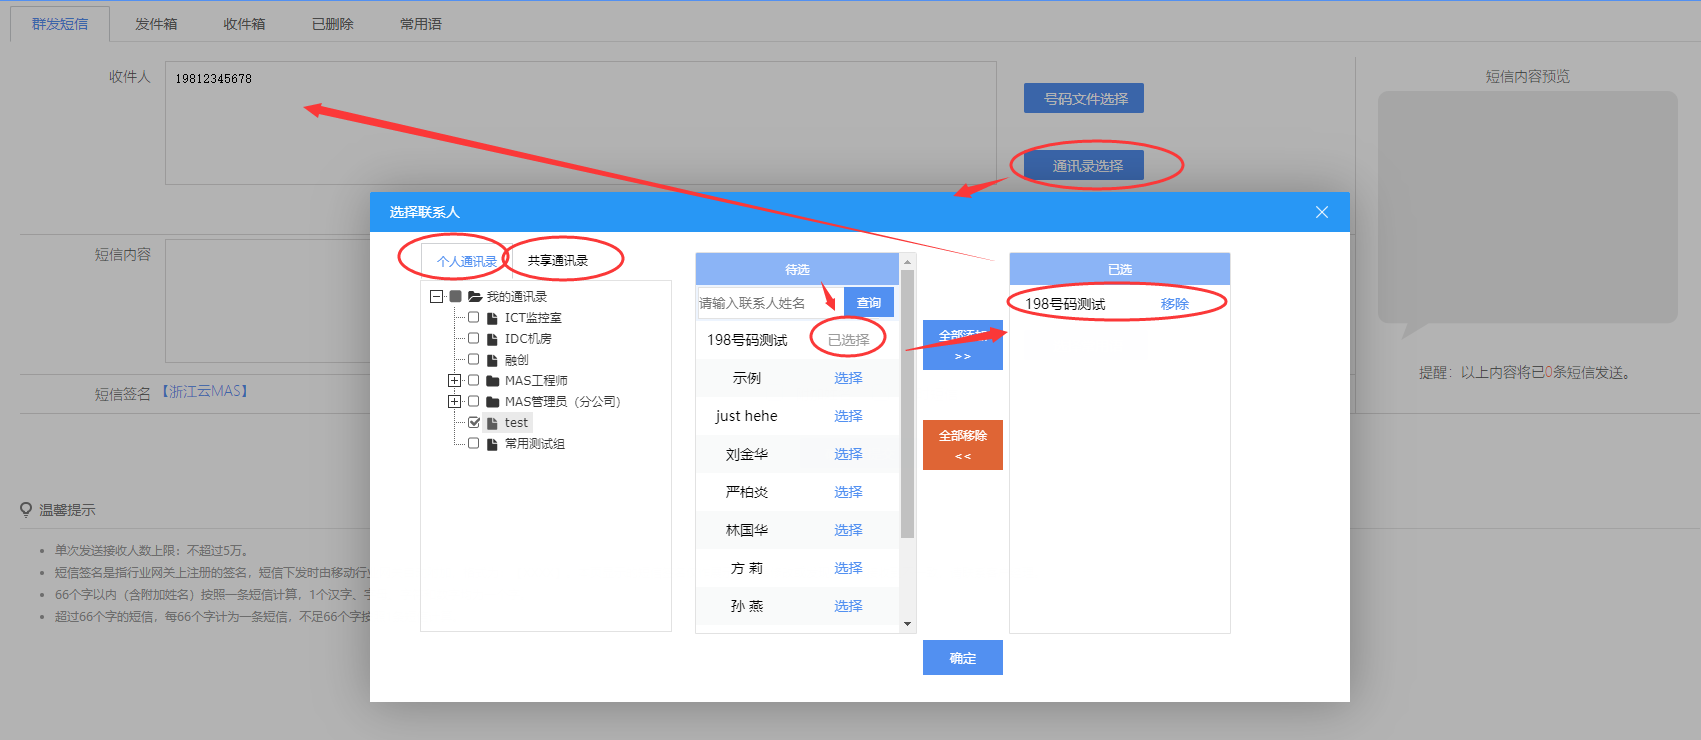 群发短信 发件箱 收件箱 已删除 常用语
收件人
19812345678
号码文件选择
通讯录选择
短信内容预览
提醒：以上内容将已0条短信发送。
短信内容
短信签名 【浙江云MAS】
温馨提示
单次发送接收人数上限：不超过5万。
短信签名是指行业网关上注册的签名，短信下发时由移动行
66个字以内（含附加姓名）按照一条短信计算，1个汉字、
超过66个字的短信，每66个字计为一条短信，不足66个字
选择联系人
个人通讯录 共享通讯录
我的通讯录
ICT监控室
IDC机房
融创
MAS工程师
MAS管理员（分公司）
test
常用测试组
待选
请输入联系人姓名 查询
198号码测试 已选择
示例 选择
just hehe 选择
刘金华 选择
严柏炎 选择
林国华 选择
方 莉 选择
孙 燕 选择
全部添加
>>
全部移除
<<
确定
已选
198号码测试 移除